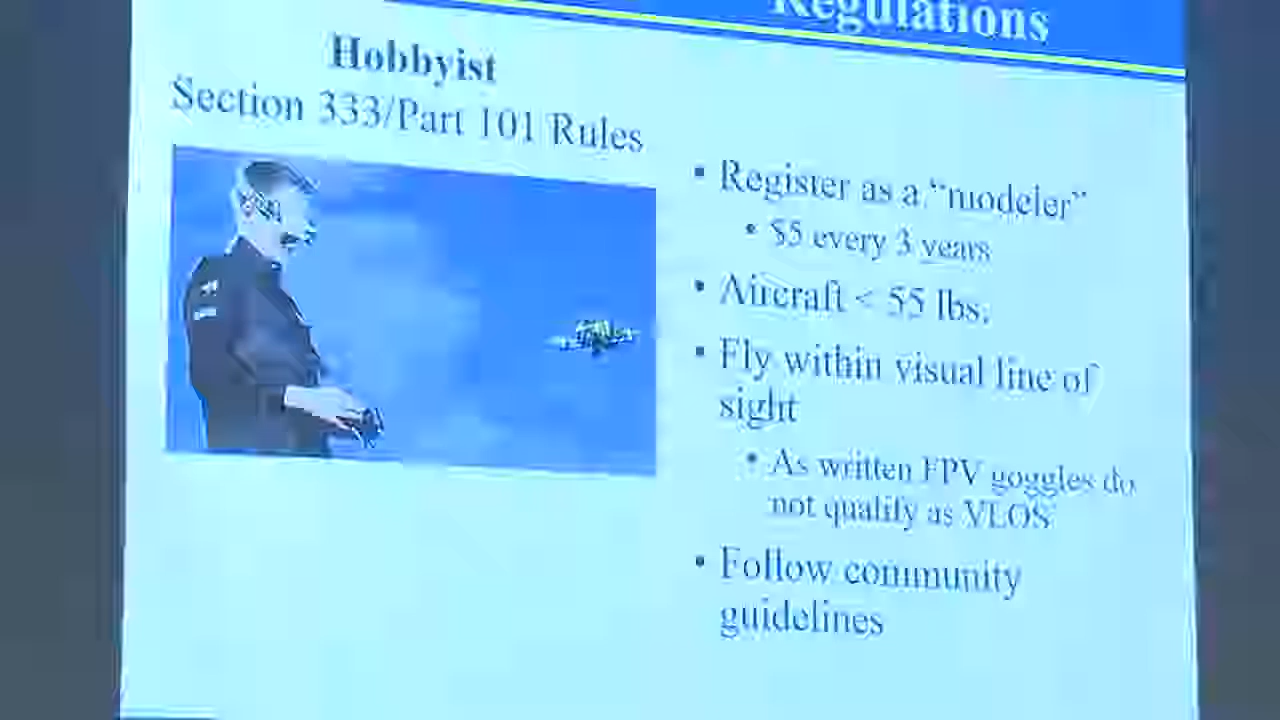 Regulations
Hobbyist
Section 333/Part 101 Rules
• Register as a "modeler"
• $5 every 3 years
• Aircraft < 55 lbs.
• Fly within visual line of
sight
• As written FPV goggles do
not qualify as VLOS
• Follow community
guidelines